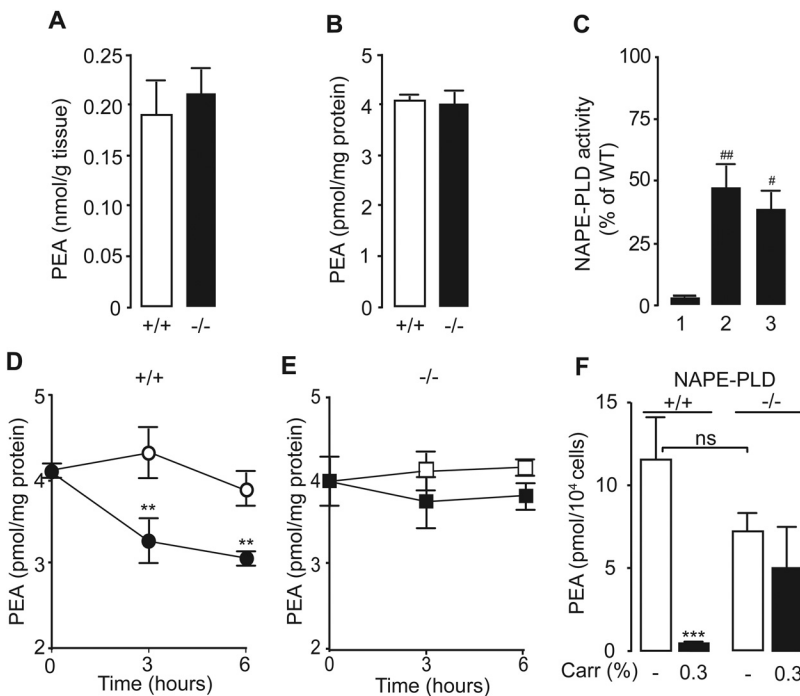 A
PEA (nmol/g tissue)
0.25
0.20
0.15
0.10
0.05
0
+/+ -/-
B
PEA (pmol/mg protein)
5
4
3
2
1
0
+/+ -/-
C
NAPE-PLD activity
(% of WT)
100
75
50
25
0
##
#
1 2 3
D
+/+
PEA (pmol/mg protein)
5
4
3
2
**
**
0 3 6
Time (hours)
E
-/-
PEA (pmol/mg protein)
5
4
3
2
0 3 6
Time (hours)
F
NAPE-PLD
+/+ -/-
PEA (pmol/10⁴ cells)
15
10
5
0
ns
***
Carr (%) - 0.3 - 0.3